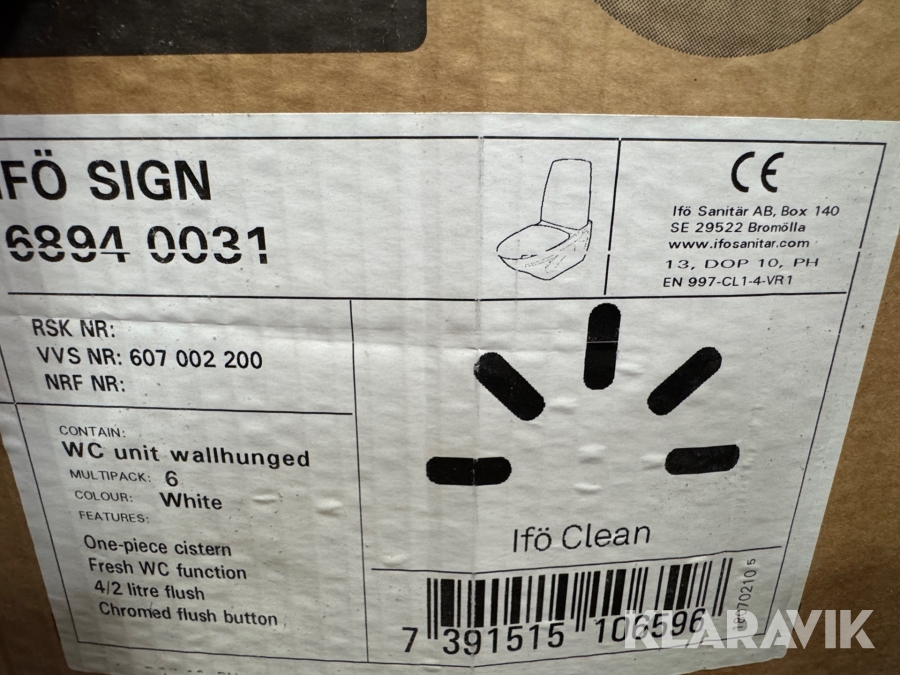 IFÖ SIGN
6894 0031
CE
Ifö Sanitär AB, Box 140
SE 29522 Bromölla
www.ifosanitar.com
13, DOP 10, PH
EN 997-CL1-4-VR1
RSK NR:
VVS NR: 607 002 200
NRF NR:
CONTAIN:
WC unit wallhunged
MULTIPACK: 6
COLOUR: White
FEATURES:
One-piece cistern
Fresh WC function
4/2 litre flush
Chromed flush button
Ifö Clean
7 391515 106596
KLARAVIK